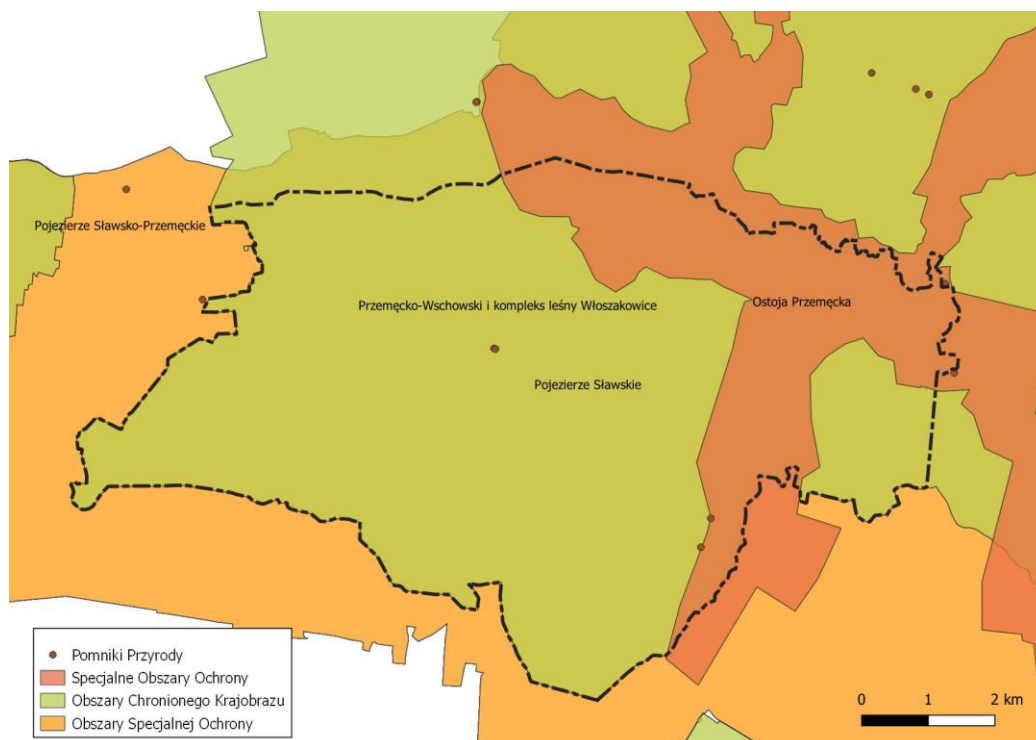 Pojezierze Sławsko-Przemęckie
Przemęcko-Wschowski i kompleks leśny Włoszakowice
Ostoja Przemęcka
Pojezierze Sławskie
Pomniki Przyrody
Specjalne Obszary Ochrony
Obszary Chronionego Krajobrazu
Obszary Specjalnej Ochrony
0 1 2 km